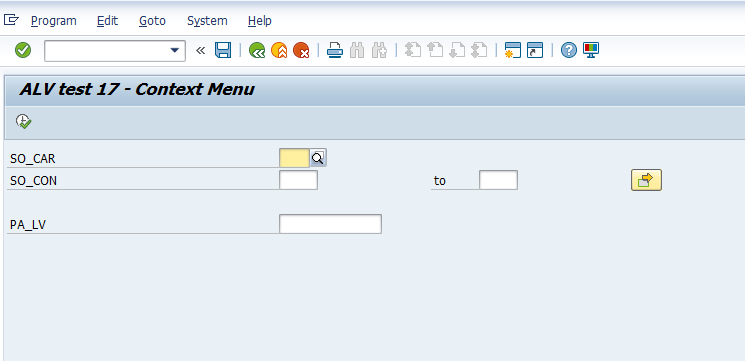 Program Edit Goto System Help
ALV test 17 - Context Menu
SO_CAR
SO_CON to
PA_LV